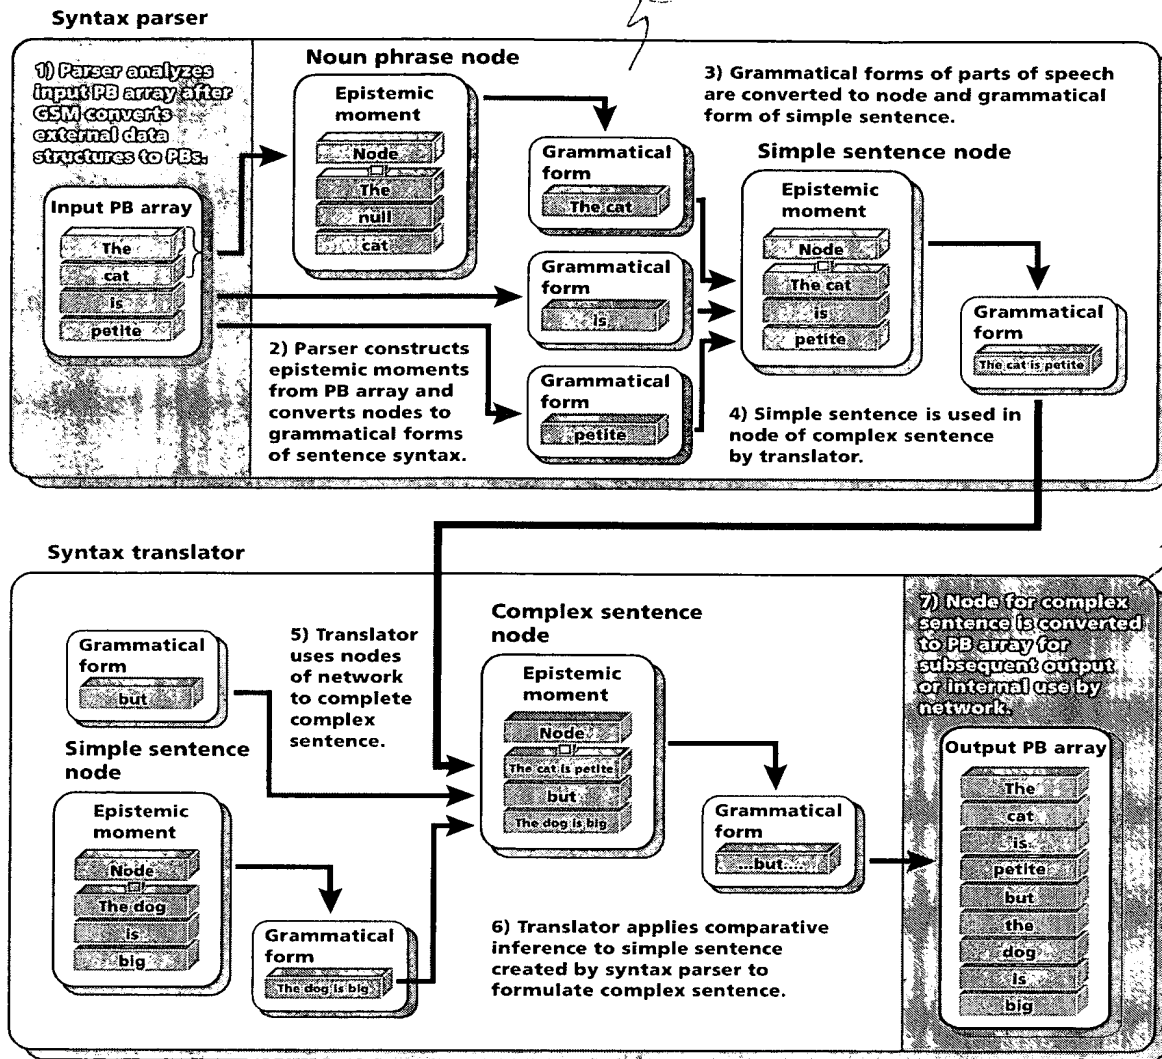 Syntax parser
1) Parser analyzes
input PB array after
GSM converts
external data
structures to PBs.
Input PB array
The
cat
is
petite
Noun phrase node
Epistemic
moment
Node
The
null
cat
2) Parser constructs
epistemic moments
from PB array and
converts nodes to
grammatical forms
of sentence syntax.
Grammatical
form
The cat
Grammatical
form
is
Grammatical
form
petite
3) Grammatical forms of parts of speech
are converted to node and grammatical
form of simple sentence.
Simple sentence node
Epistemic
moment
Node
The cat
is
petite
Grammatical
form
The cat is petite
4) Simple sentence is used in
node of complex sentence
by translator.
Syntax translator
Grammatical
form
but
Simple sentence
node
Epistemic
moment
Node
The dog
is
big
Grammatical
form
The dog is big
5) Translator
uses nodes
of network
to complete
complex
sentence.
Complex sentence
node
Epistemic
moment
Node
The cat is petite
but
The dog is big
Grammatical
form
...but....
6) Translator applies comparative
inference to simple sentence
created by syntax parser to
formulate complex sentence.
7) Node for complex
sentence is converted
to PB array for
subsequent output
or internal use by
network.
Output PB array
The
cat
is
petite
but
the
dog
is
big